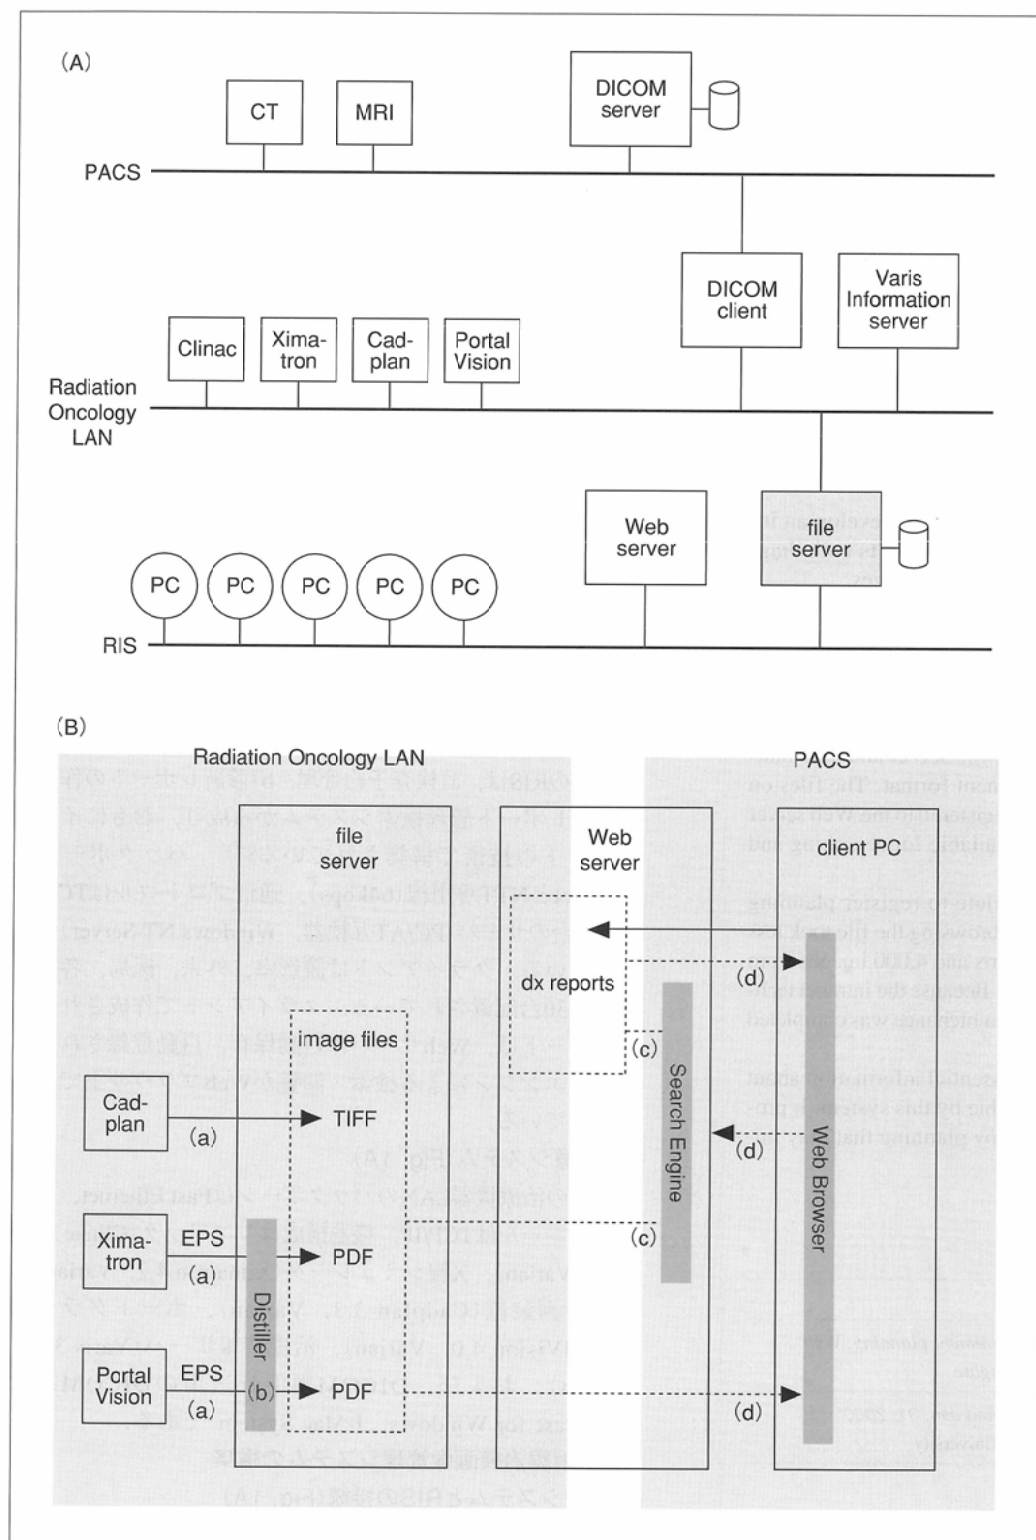 (A)
CT
MRI
DICOM
server
PACS
DICOM
client
Varis
Information
server
Clinac
Xima-
tron
Cad-
plan
Portal
Vision
Radiation
Oncology
LAN
Web
server
file
server
PC
PC
PC
PC
PC
RIS
(B)
Radiation Oncology LAN
PACS
file
server
Web
server
client PC
dx reports
(d)
image files
(c)
Cad-
plan
(a)
TIFF
Search Engine
(d)
Web Browser
Xima-
tron
EPS
(a)
PDF
(c)
Distiller
Portal
Vision
EPS
(a)
(b)
PDF
(d)